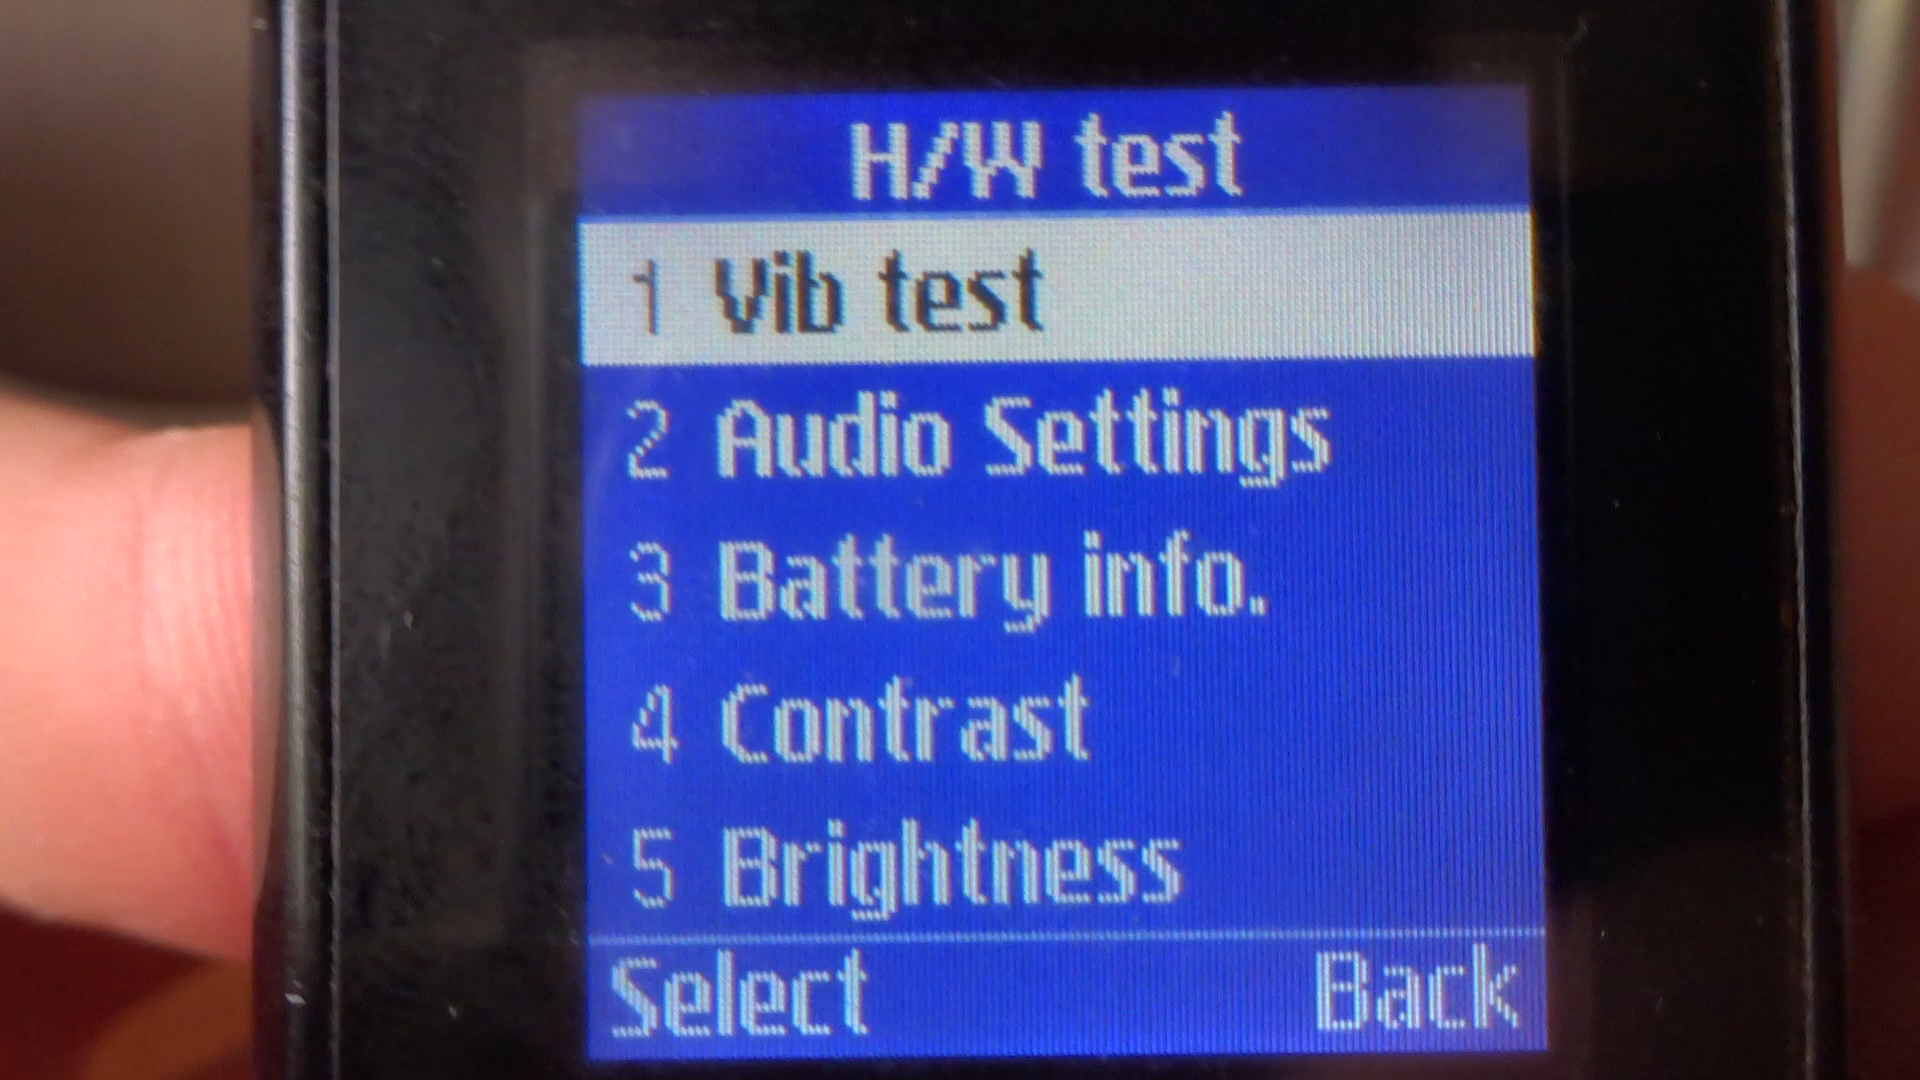 H/W test
1 Vib test
2 Audio Settings
3 Battery info.
4 Contrast
5 Brightness
Select Back